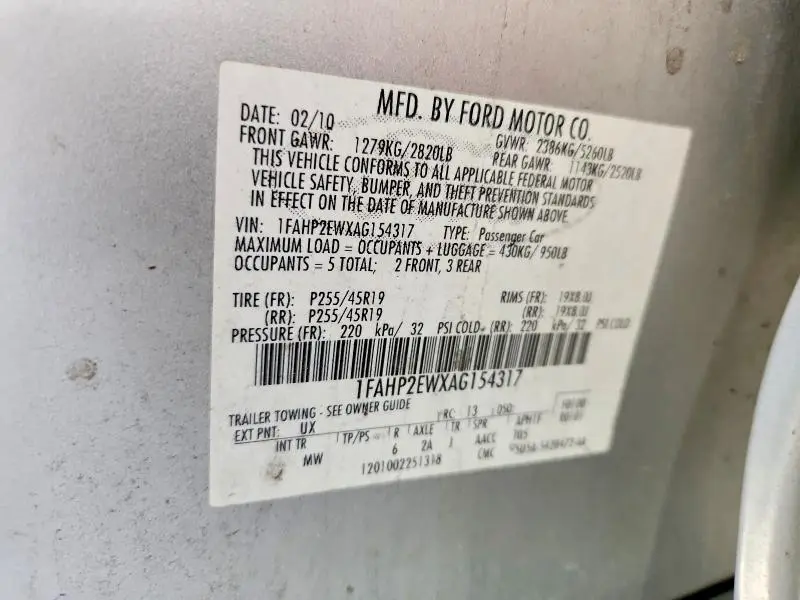 MFD. BY FORD MOTOR CO.
DATE: 02/10 GVWR: 2386KG/5260LB
FRONT GAWR: 1279KG/2820LB REAR GAWR: 1143KG/2520LB
THIS VEHICLE CONFORMS TO ALL APPLICABLE FEDERAL MOTOR
VEHICLE SAFETY, BUMPER, AND THEFT PREVENTION STANDARDS
IN EFFECT ON THE DATE OF MANUFACTURE SHOWN ABOVE.
VIN: 1FAHP2EWXAG154317 TYPE: Passenger Car
MAXIMUM LOAD = OCCUPANTS + LUGGAGE = 430KG/ 950LB
OCCUPANTS = 5 TOTAL; 2 FRONT, 3 REAR
TIRE (FR): P255/45R19 RIMS (FR): 19X8.0J
(RR): P255/45R19 (RR): 19X8.0J
PRESSURE (FR): 220 kPa/ 32 PSI COLD (RR): 220 kPa/ 32 PSI COLD
1FAHP2EWXAG154317
TRAILER TOWING - SEE OWNER GUIDE
EXT PNT: UX RC: 13 DSO:
INT TR TP/PS R AXLE TR SPR
MW 6 2A J AACC
1201002251318 CMC